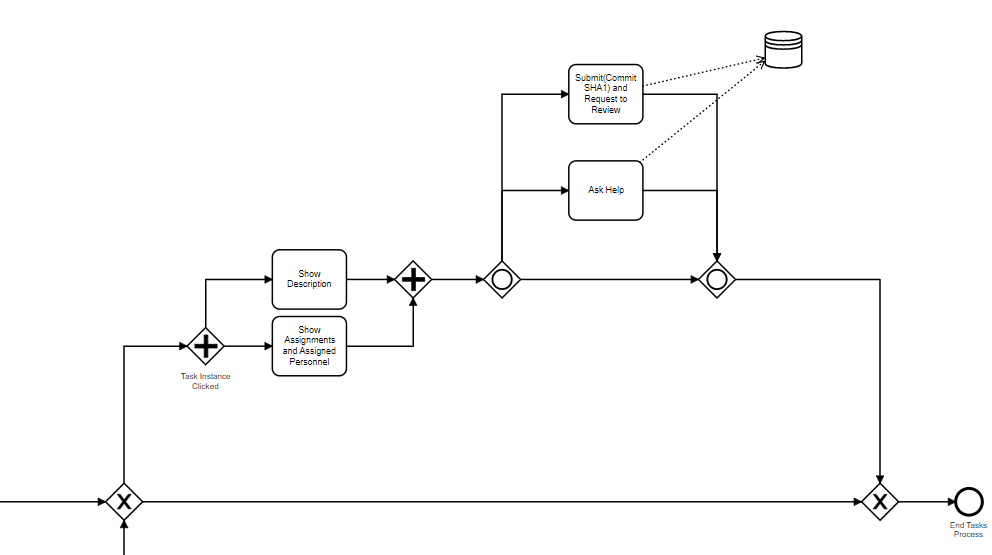 Submit(Commit
SHA1) and
Request to
Review
Ask Help
Show
Description
Show
Assignments
and Assigned
Personnel
Task Instance
Clicked
X
X
End Tasks
Process